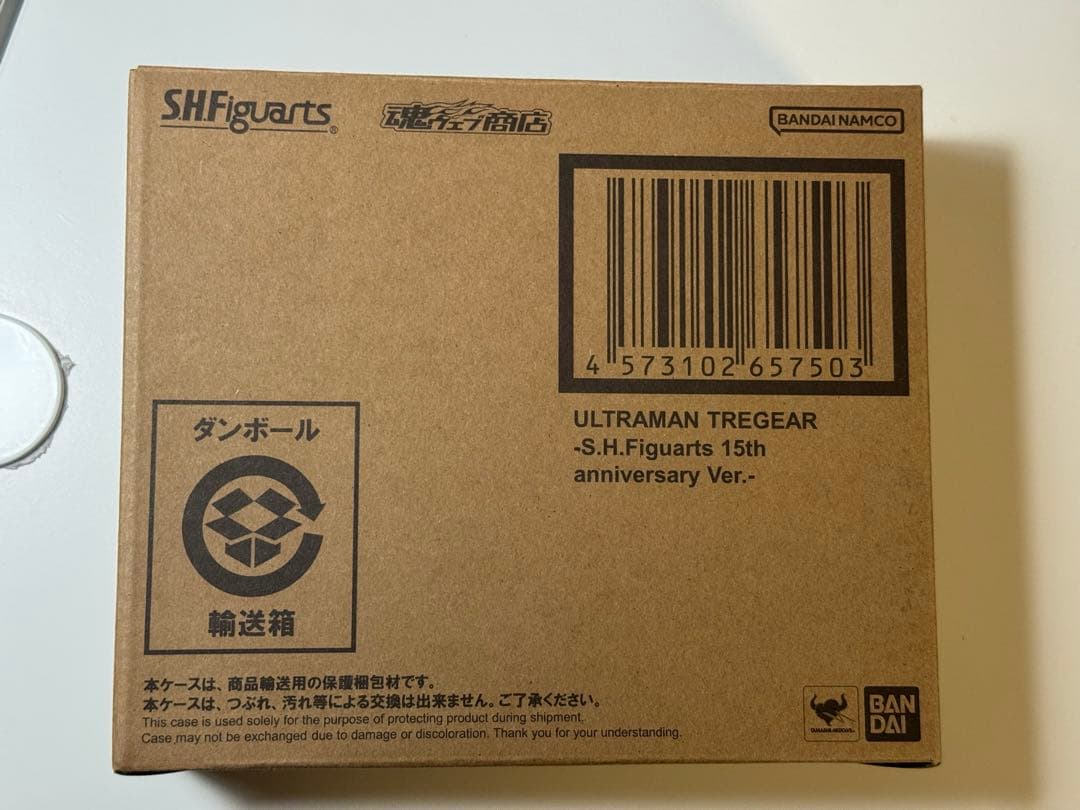 S.H.Figuarts®
魂ウェブ商店
BANDAI NAMCO
4 573102 657503
ULTRAMAN TREGEAR
-S.H.Figuarts 15th
anniversary Ver.-
ダンボール
輸送箱
本ケースは、商品輸送用の保護梱包材です。
本ケースは、つぶれ、汚れ等による交換は出来ません。ご了承ください。
This case is used solely for the purpose of protecting product during shipment.
Case may not be exchanged due to damage or discoloration. Thank you for your understanding.
TAMASHII NATIONS
BAN
DAI